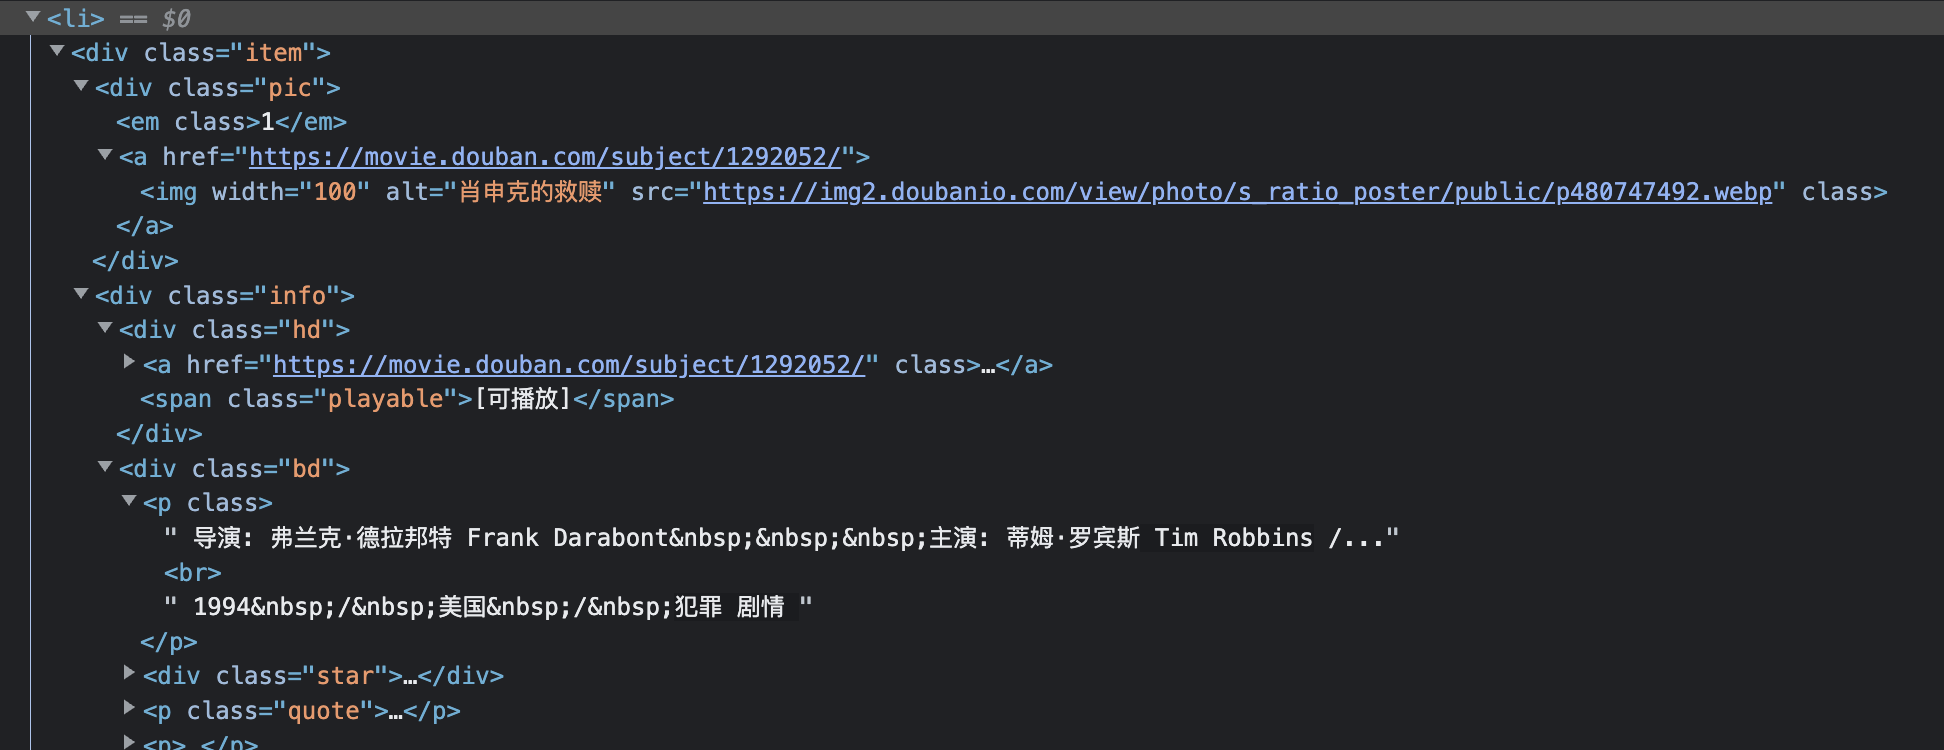 <li> == $0
<div class="item">
<div class="pic">
<em class>1</em>
<a href="https://movie.douban.com/subject/1292052/">
<img width="100" alt="肖申克的救赎" src="https://img2.doubanio.com/view/photo/s_ratio_poster/public/p480747492.webp" class>
</a>
</div>
<div class="info">
<div class="hd">
<a href="https://movie.douban.com/subject/1292052/" class>…</a>
<span class="playable">[可播放]</span>
</div>
<div class="bd">
<p class>
" 导演: 弗兰克·德拉邦特 Frank Darabont&nbsp;&nbsp;&nbsp;主演: 蒂姆·罗宾斯 Tim Robbins /..."
<br>
" 1994&nbsp;/&nbsp;美国&nbsp;/&nbsp;犯罪 剧情 "
</p>
<div class="star">…</div>
<p class="quote">…</p>
<p> </p>